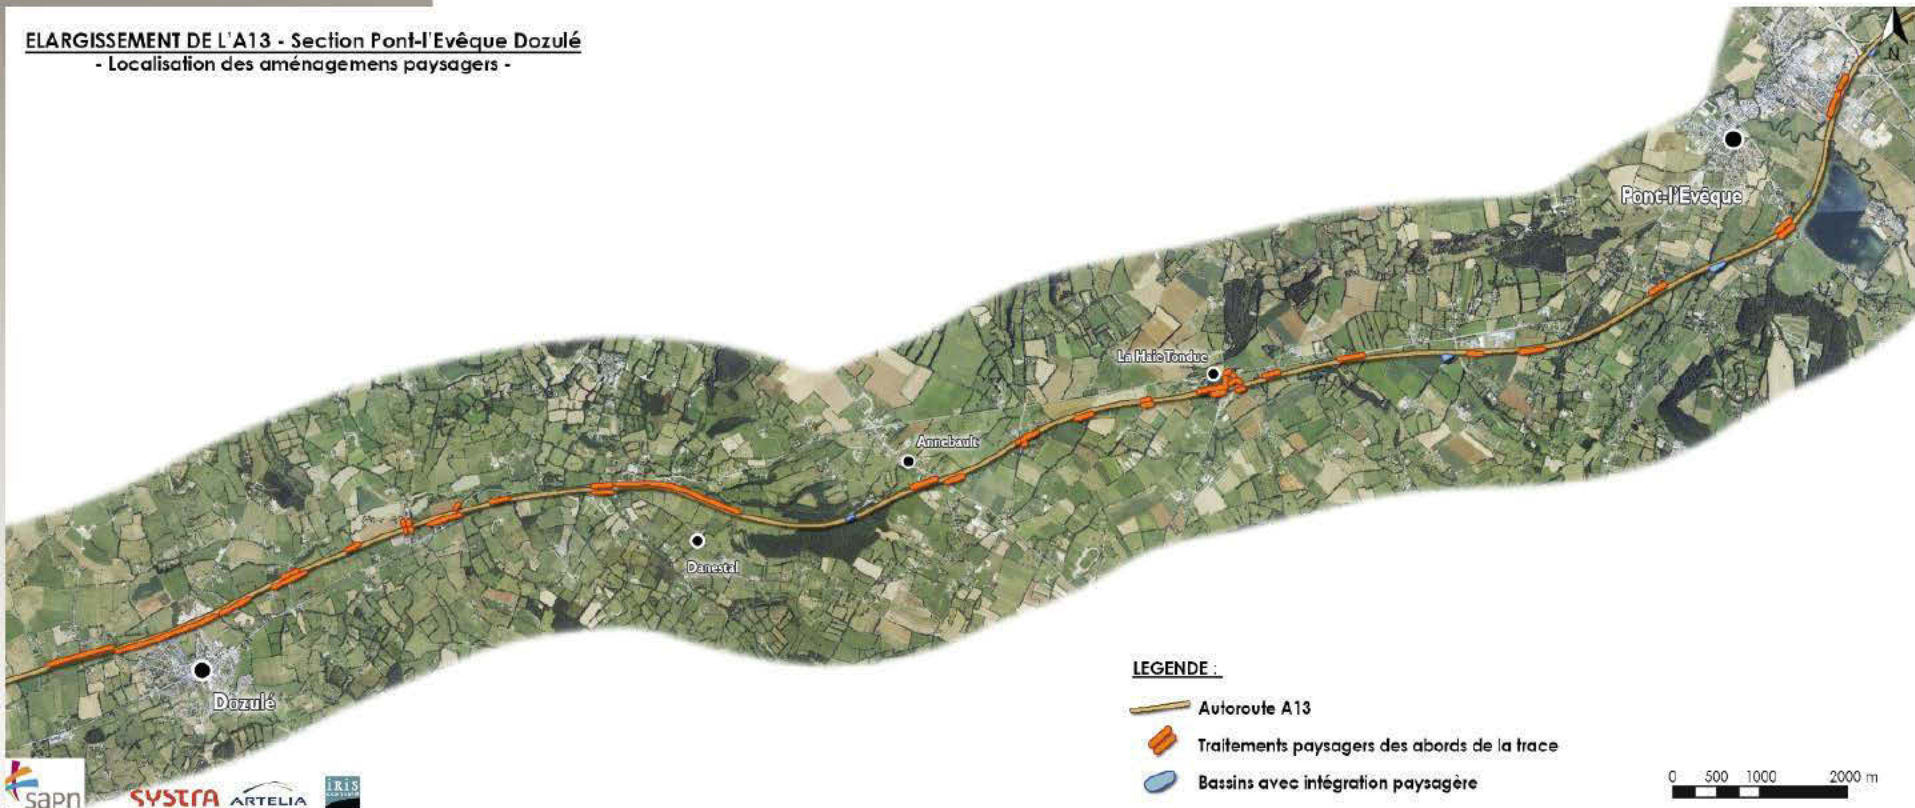 ELARGISSEMENT DE L'A13 - Section Pont-l'Evêque Dozulé
- Localisation des aménagemens paysagers -
N
Pont-l'Evêque
La Haie Tondue
Annebault
Danestal
Dozulé
LEGENDE :
Autoroute A13
Traitements paysagers des abords de la trace
Bassins avec intégration paysagère
0 500 1000 2000 m
sapn
SYSTRA ARTELIA
IRIS